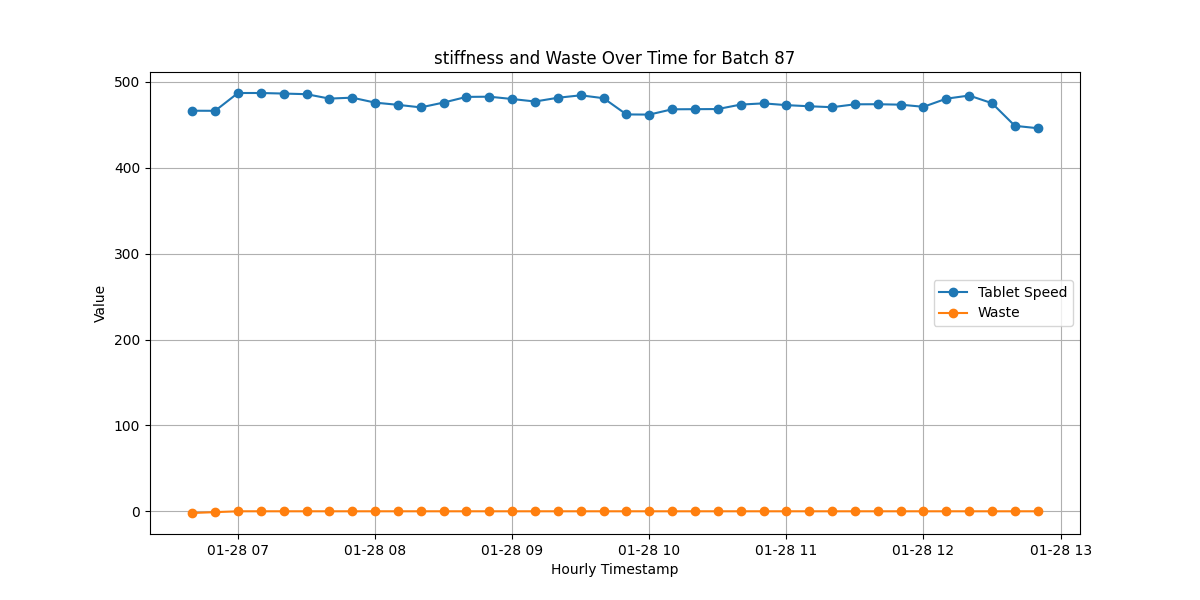 stiffness and Waste Over Time for Batch 87
500
400
300
200
100
0
Value
Tablet Speed
Waste
01-28 07
01-28 08
01-28 09
01-28 10
01-28 11
01-28 12
01-28 13
Hourly Timestamp